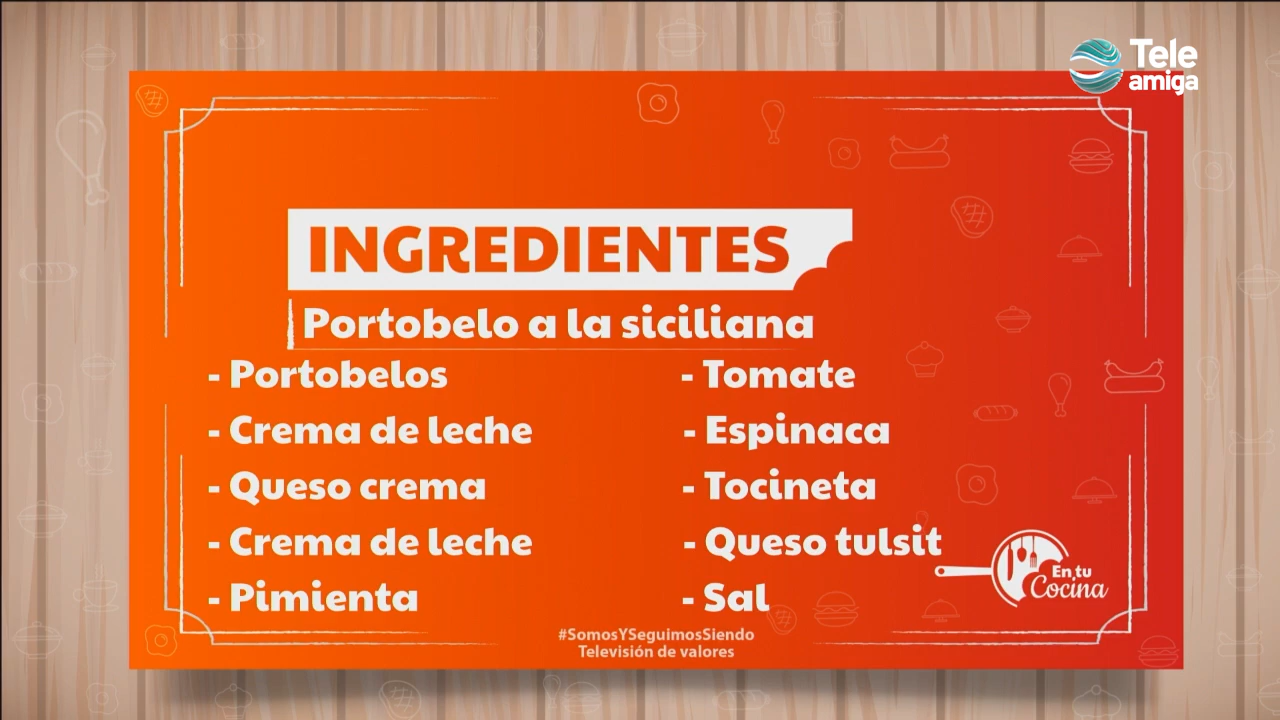 Tele
amiga
INGREDIENTES
Portobelo a la siciliana
- Portobelos
- Crema de leche
- Queso crema
- Crema de leche
- Pimienta
- Tomate
- Espinaca
- Tocineta
- Queso tulsit
- Sal
En tu
Cocina
#SomosYSeguimosSiendo
Televisión de valores